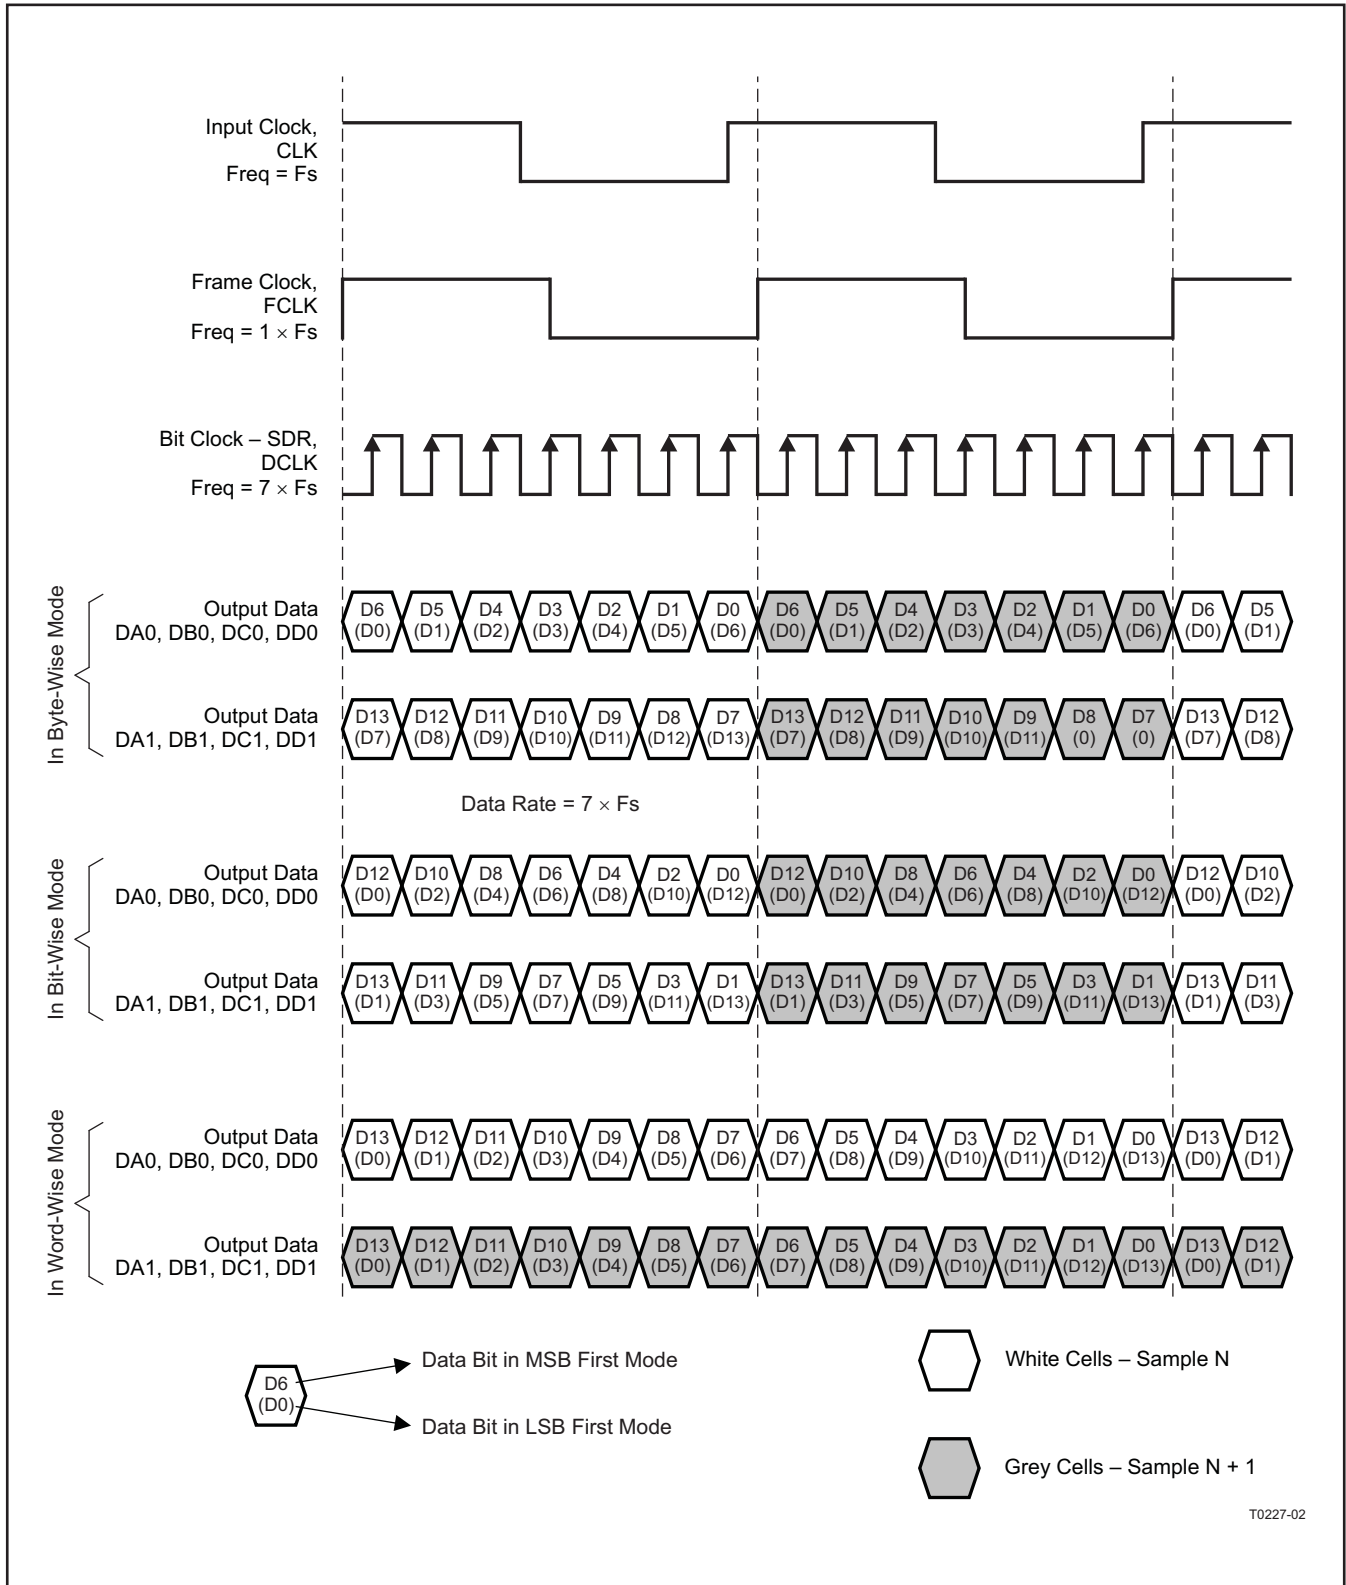 Input Clock,
CLK
Freq = Fs
Frame Clock,
FCLK
Freq = 1 × Fs
Bit Clock – SDR,
DCLK
Freq = 7 × Fs
In Byte-Wise Mode
Output Data
DA0, DB0, DC0, DD0
D6 D5 D4 D3 D2 D1 D0 D6 D5 D4 D3 D2 D1 D0 D6 D5
(D0) (D1) (D2) (D3) (D4) (D5) (D6) (D0) (D1) (D2) (D3) (D4) (D5) (D6) (D0) (D1)
Output Data
DA1, DB1, DC1, DD1
D13 D12 D11 D10 D9 D8 D7 D13 D12 D11 D10 D9 D8 D7 D13 D12
(D7) (D8) (D9) (D10) (D11) (D12) (D13) (D7) (D8) (D9) (D10) (D11) (0) (0) (D7) (D8)
Data Rate = 7 × Fs
In Bit-Wise Mode
Output Data
DA0, DB0, DC0, DD0
D12 D10 D8 D6 D4 D2 D0 D12 D10 D8 D6 D4 D2 D0 D12 D10
(D0) (D2) (D4) (D6) (D8) (D10) (D12) (D0) (D2) (D4) (D6) (D8) (D10) (D12) (D0) (D2)
Output Data
DA1, DB1, DC1, DD1
D13 D11 D9 D7 D5 D3 D1 D13 D11 D9 D7 D5 D3 D1 D13 D11
(D1) (D3) (D5) (D7) (D9) (D11) (D13) (D1) (D3) (D5) (D7) (D9) (D11) (D13) (D1) (D3)
In Word-Wise Mode
Output Data
DA0, DB0, DC0, DD0
D13 D12 D11 D10 D9 D8 D7 D6 D5 D4 D3 D2 D1 D0 D13 D12
(D0) (D1) (D2) (D3) (D4) (D5) (D6) (D7) (D8) (D9) (D10) (D11) (D12) (D13) (D0) (D1)
Output Data
DA1, DB1, DC1, DD1
D13 D12 D11 D10 D9 D8 D7 D6 D5 D4 D3 D2 D1 D0 D13 D12
(D0) (D1) (D2) (D3) (D4) (D5) (D6) (D7) (D8) (D9) (D10) (D11) (D12) (D13) (D0) (D1)
D6
(D0)
Data Bit in MSB First Mode
Data Bit in LSB First Mode
White Cells – Sample N
Grey Cells – Sample N + 1
T0227-02